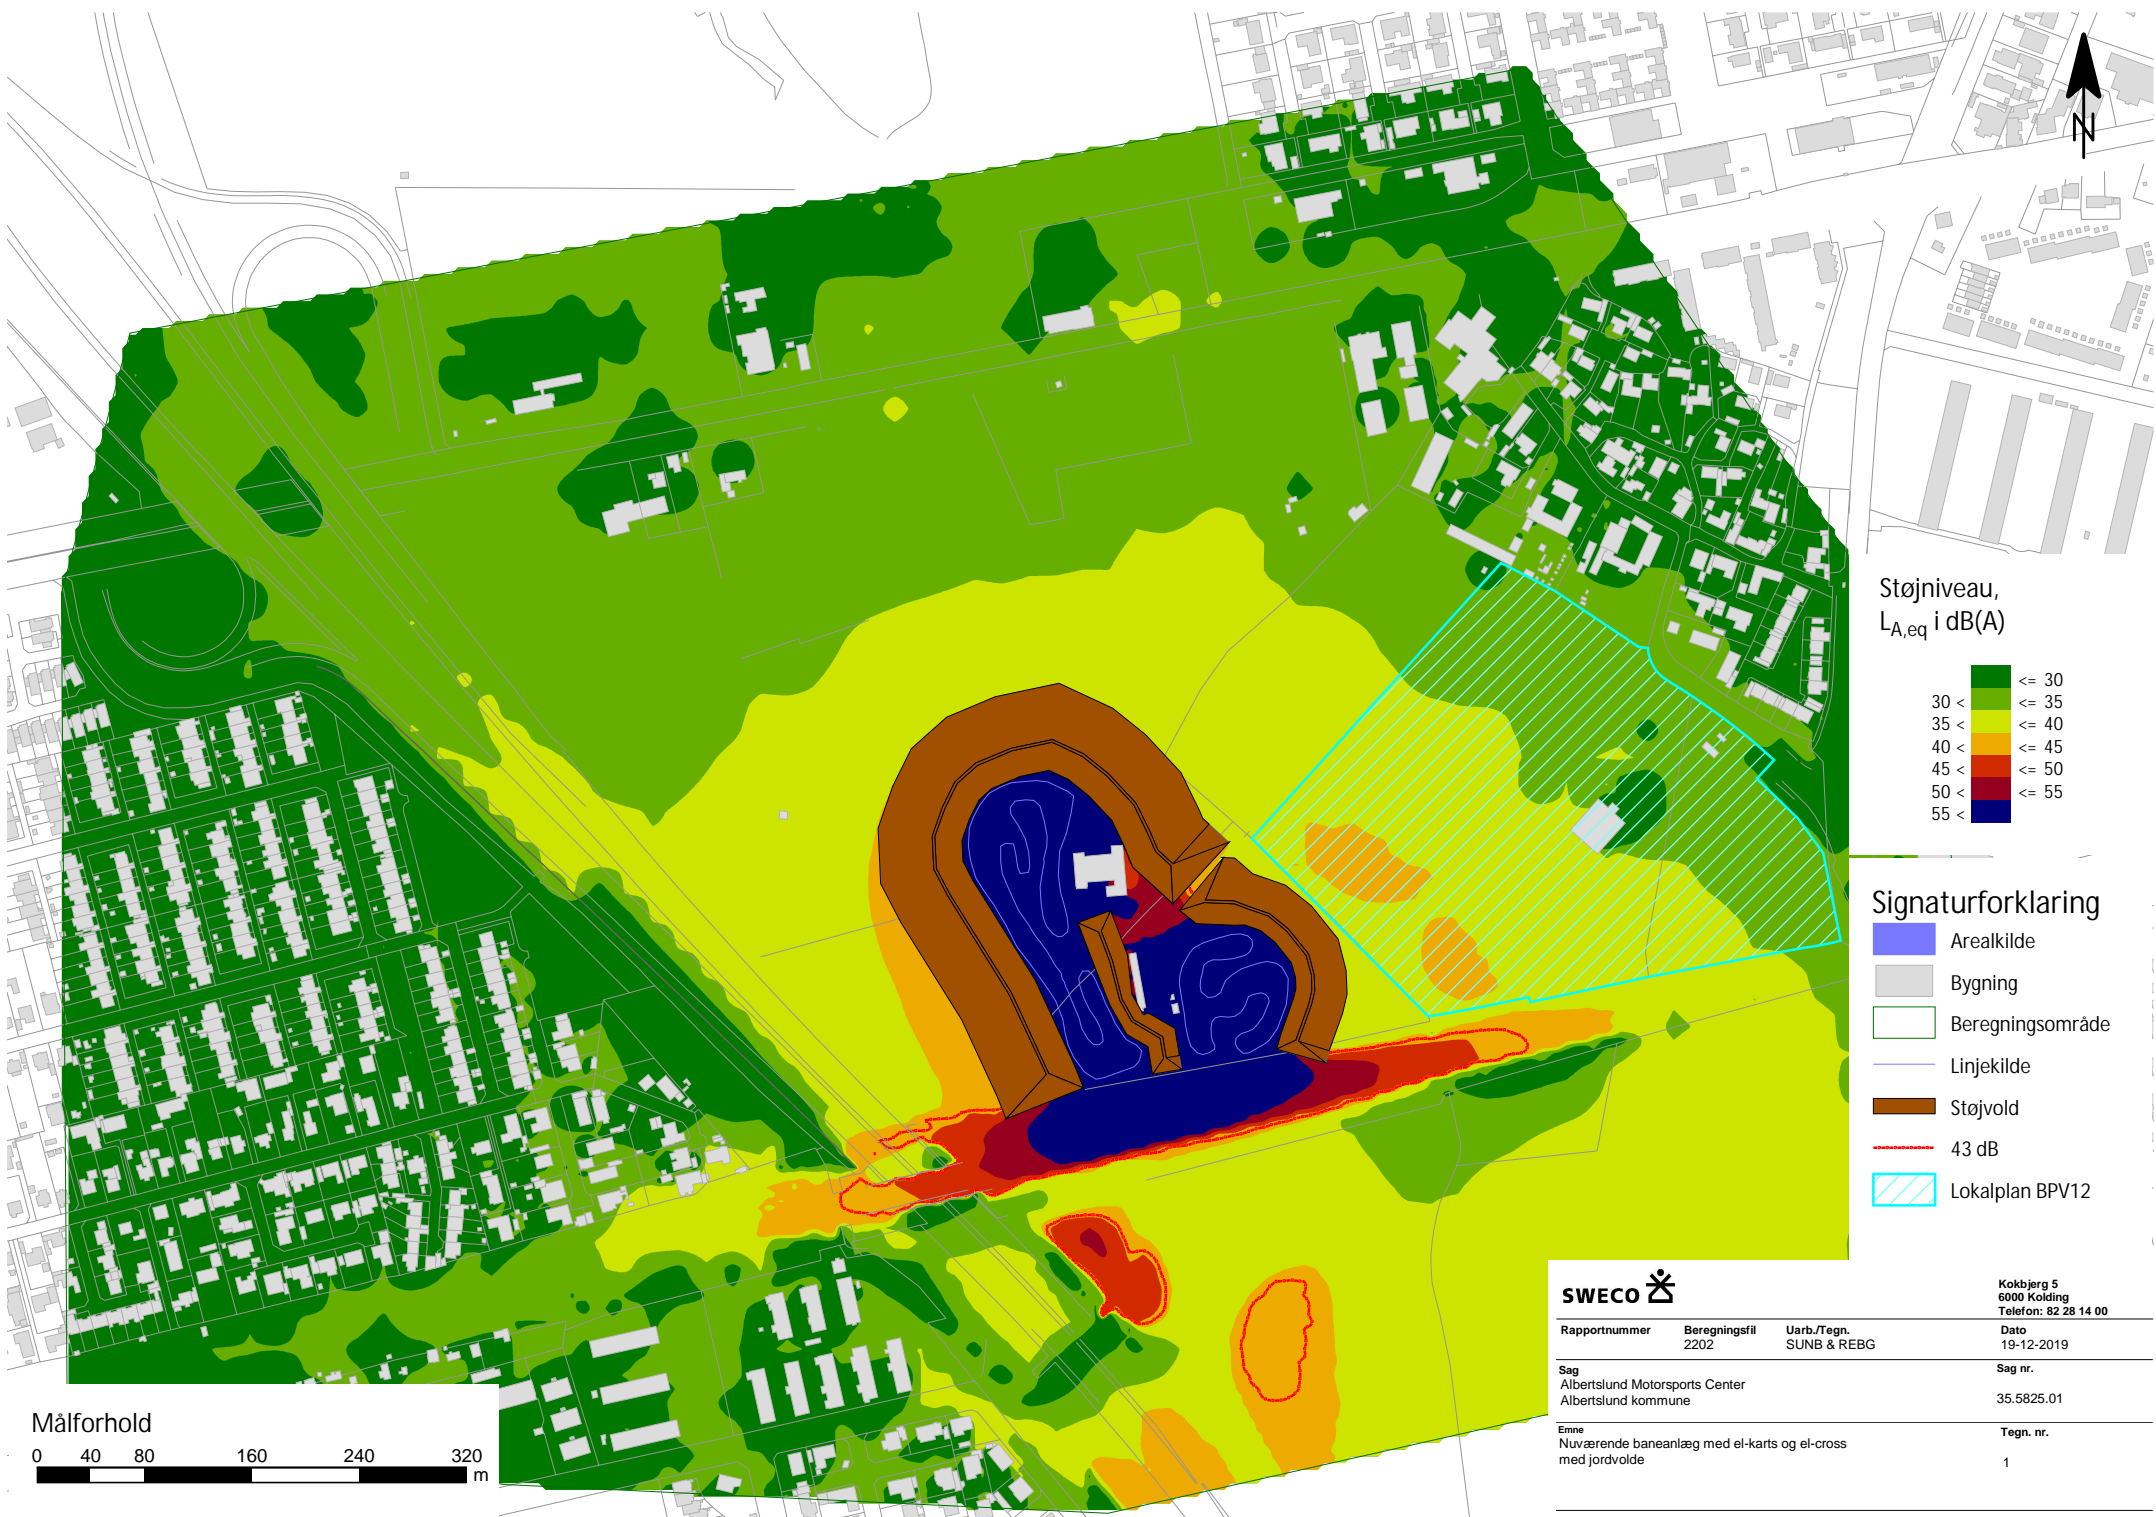 N
Støjniveau,
LA,eq i dB(A)
<= 30
30 < <= 35
35 < <= 40
40 < <= 45
45 < <= 50
50 < <= 55
55 <
Signaturforklaring
Arealkilde
Bygning
Beregningsområde
Linjekilde
Støjvold
43 dB
Lokalplan BPV12
SWECO
Kokbjerg 5
6000 Kolding
Telefon: 82 28 14 00
Rapportnummer Beregningsfil Uarb./Tegn. Dato
2202 SUNB & REBG 19-12-2019
Sag Sag nr.
Albertslund Motorsports Center
Albertslund kommune 35.5825.01
Emne Tegn. nr.
Nuværende baneanlæg med el-karts og el-cross
med jordvolde 1
Målforhold
0 40 80 160 240 320
m